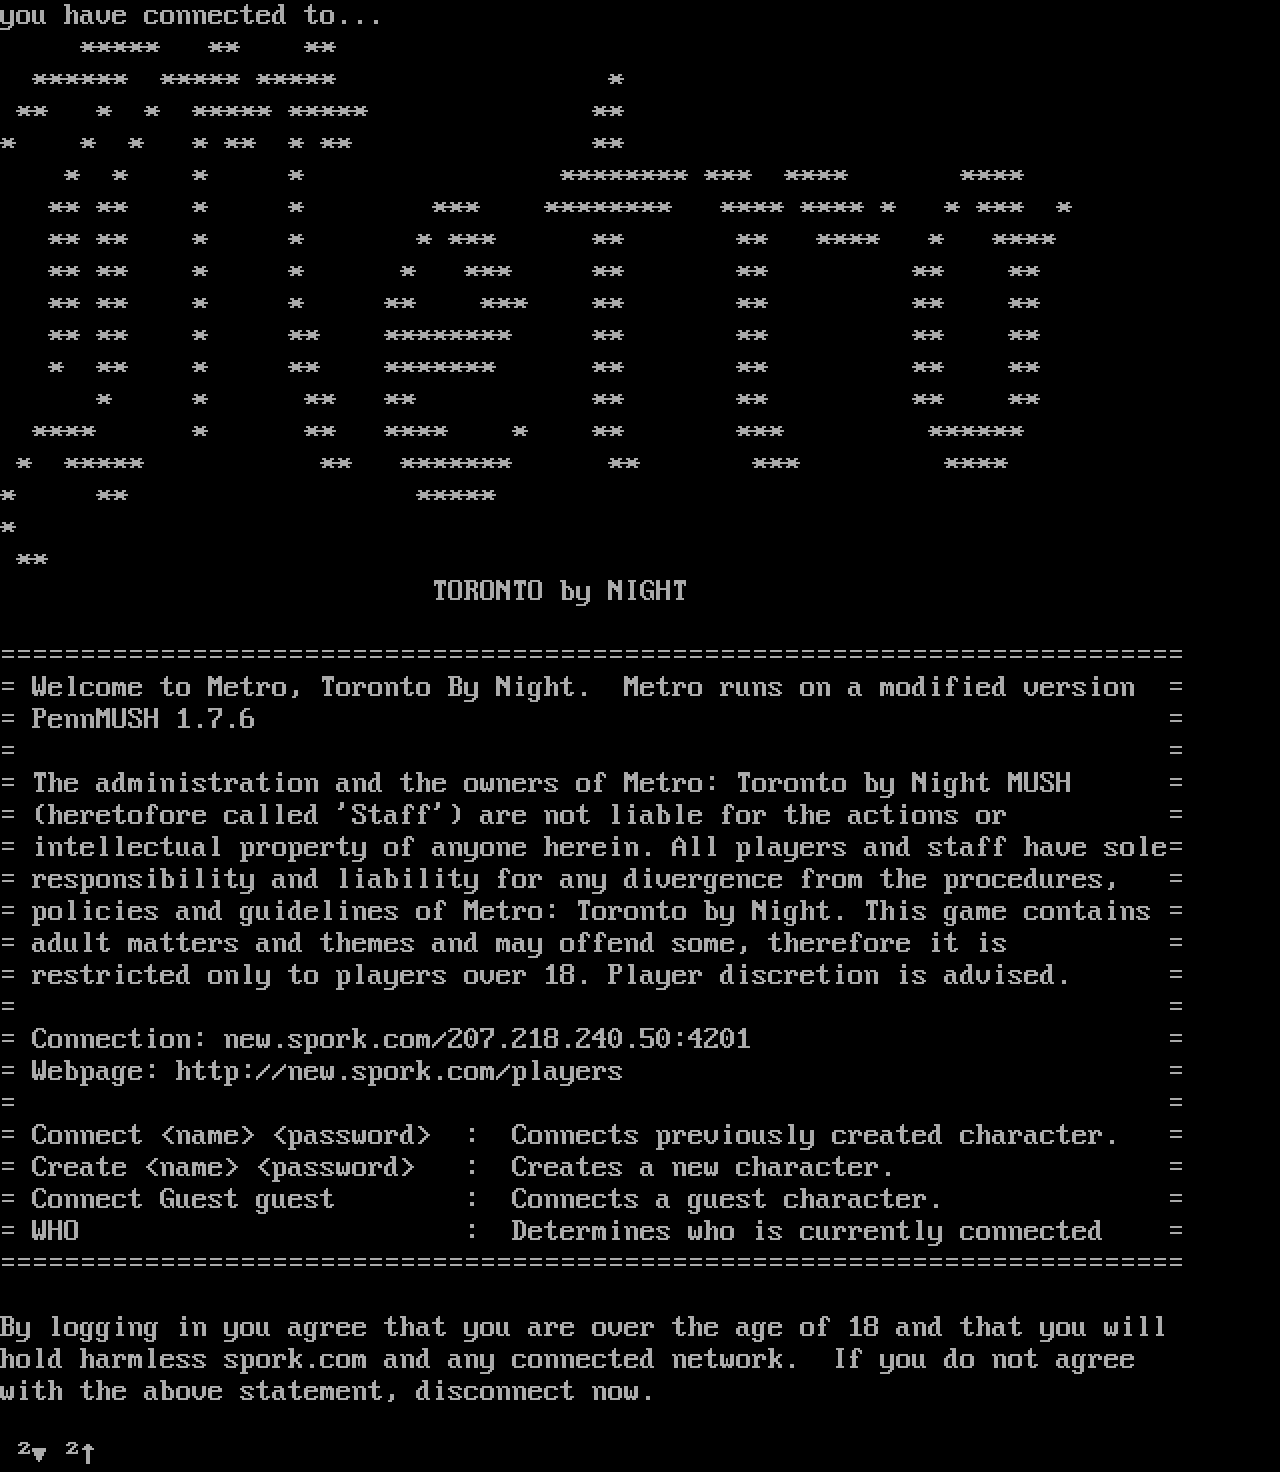 you have connected to...
Metro
TORONTO by NIGHT
Welcome to Metro, Toronto By Night.  Metro runs on a modified version
PennMUSH 1.7.6
The administration and the owners of Metro: Toronto by Night MUSH
(heretofore called 'Staff') are not liable for the actions or
intellectual property of anyone herein. All players and staff have sole
responsibility and liability for any divergence from the procedures,
policies and guidelines of Metro: Toronto by Night. This game contains
adult matters and themes and may offend some, therefore it is
restricted only to players over 18. Player discretion is advised.
Connection: new.spork.com/207.218.240.50:4201
Webpage: http://new.spork.com/players
Connect <name> <password>  :  Connects previously created character.
Create <name> <password>   :  Creates a new character.
Connect Guest guest        :  Connects a guest character.
WHO                        :  Determines who is currently connected
By logging in you agree that you are over the age of 18 and that you will
hold harmless spork.com and any connected network.  If you do not agree
with the above statement, disconnect now.
²▼ ²↑